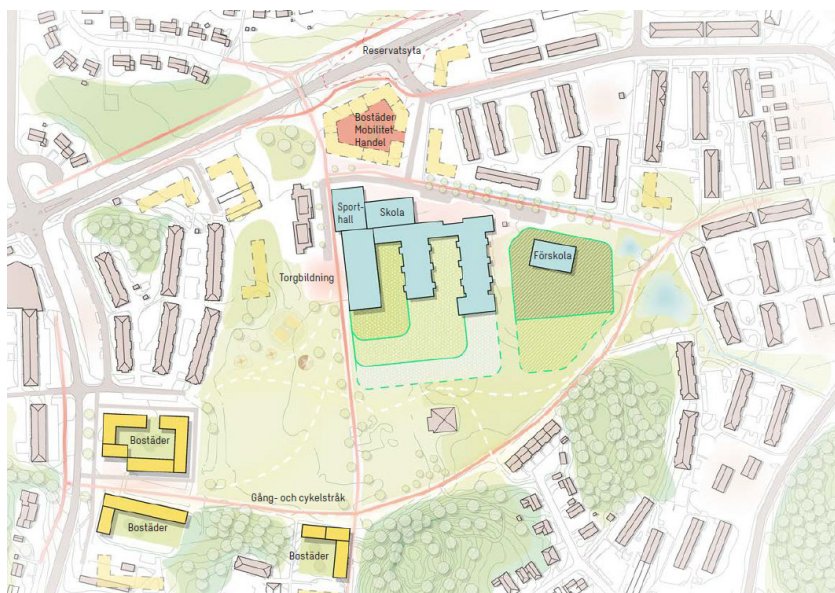 Reservatsyta
Bostäder
Mobilitet
Handel
Sport-
hall
Skola
Förskola
Torgbildning
Bostäder
Gång- och cykelstråk
Bostäder
Bostäder